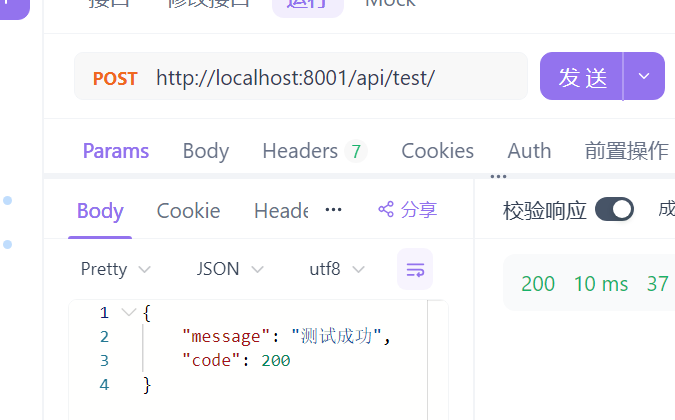 接口 修改接口 运行 Mock
POST http://localhost:8001/api/test/ 发 送
Params Body Headers 7 Cookies Auth 前置操作
Body Cookie Heade ... 分享 校验响应 成
Pretty JSON utf8
200 10 ms 37
1 {
2 "message": "测试成功",
3 "code": 200
4 }